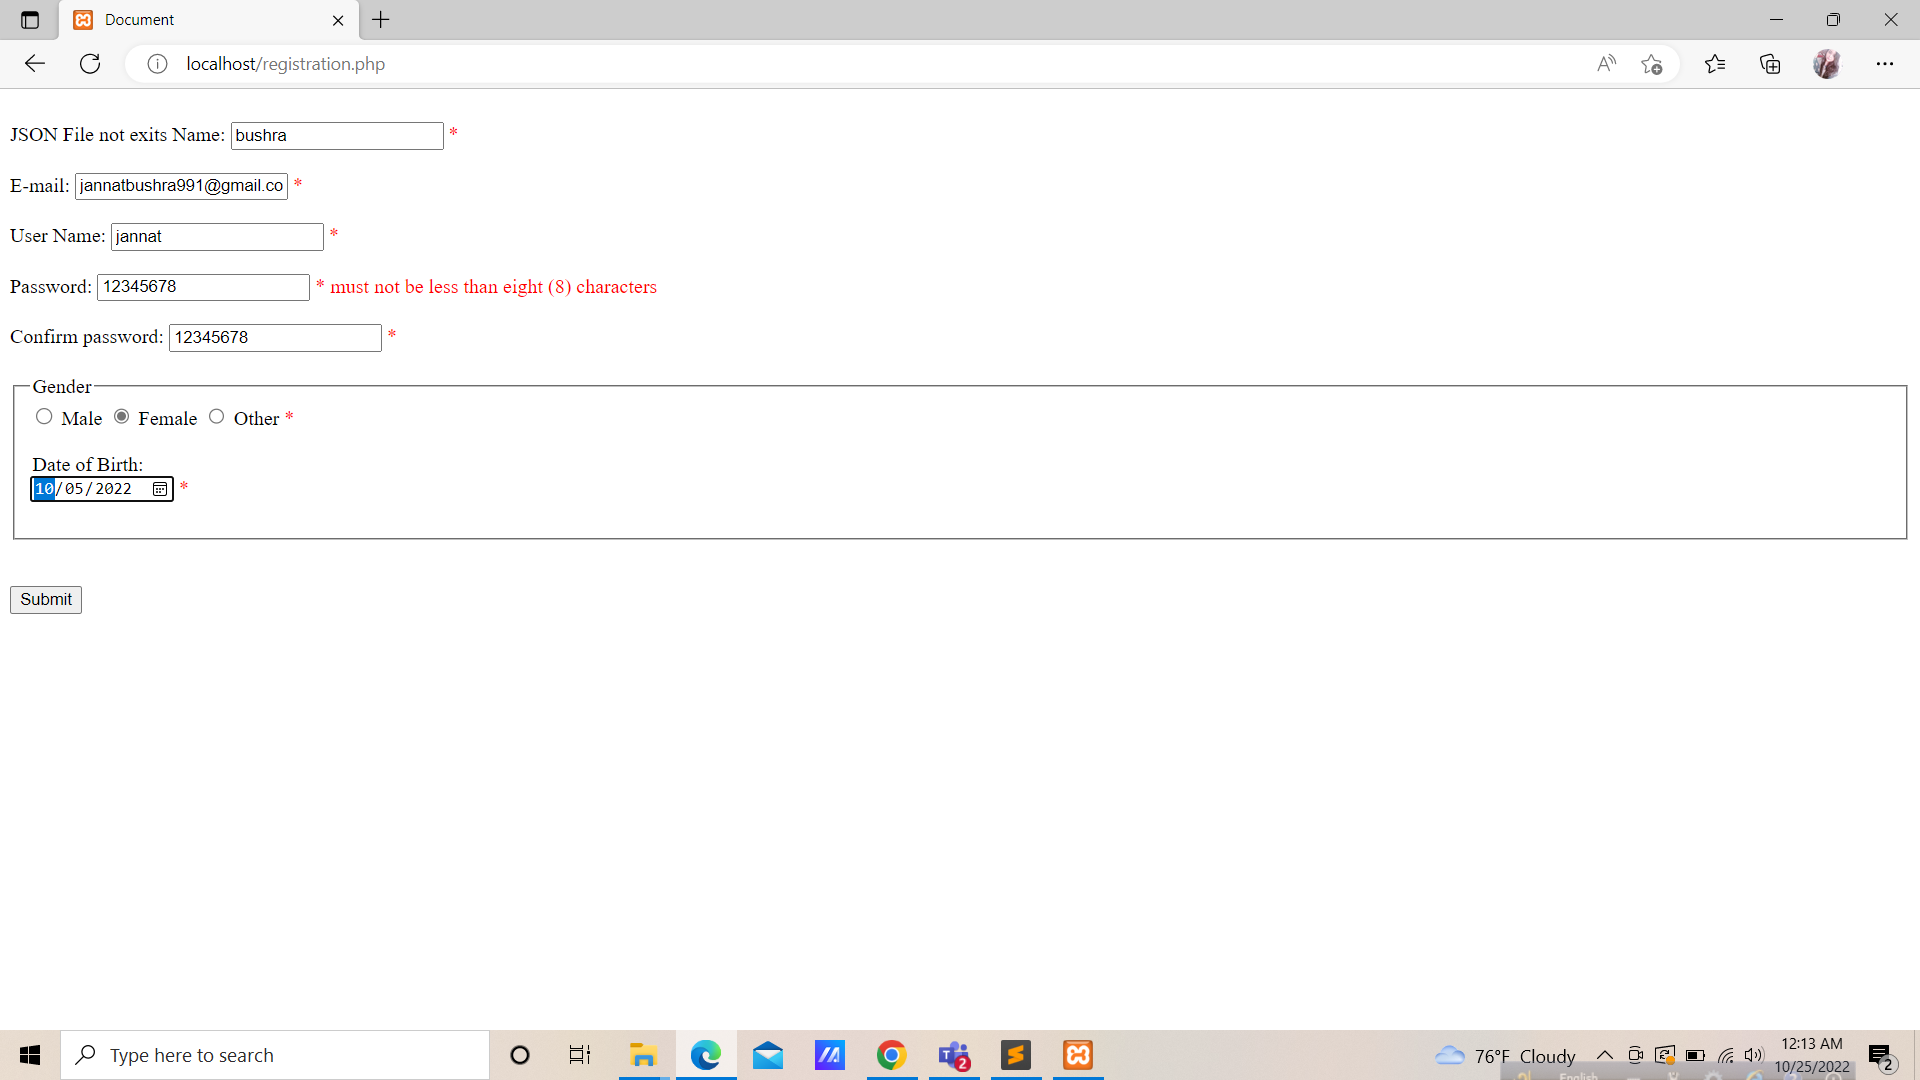 Document
localhost/registration.php
JSON File not exits Name: bushra *
E-mail: jannatbushra991@gmail.co *
User Name: jannat *
Password: 12345678 * must not be less than eight (8) characters
Confirm password: 12345678 *
Gender
Male Female Other *
Date of Birth:
10/05/2022 *
Submit
Type here to search
2
76°F Cloudy
12:13 AM
10/25/2022
2
English